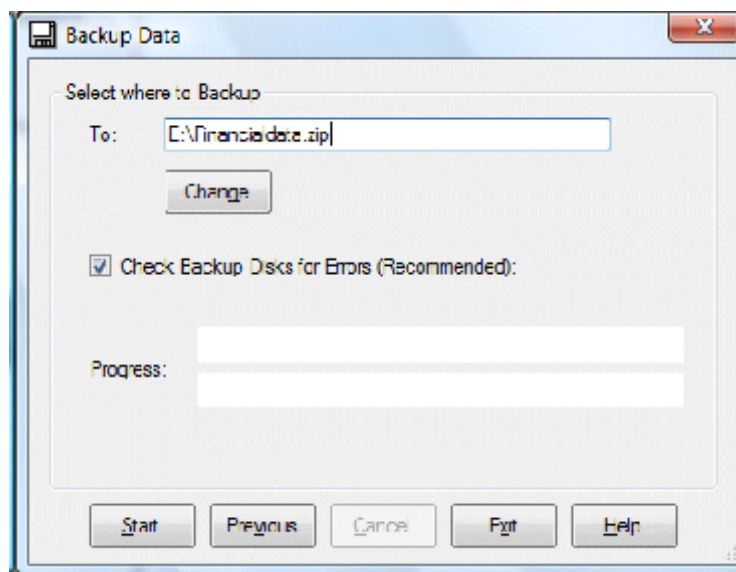 Backup Data
Select where to Backup
To: E:\Financialdata.zip
Change
Check Backup Disks for Errors (Recommended):
Progress:
Start Previous Cancel Exit Help